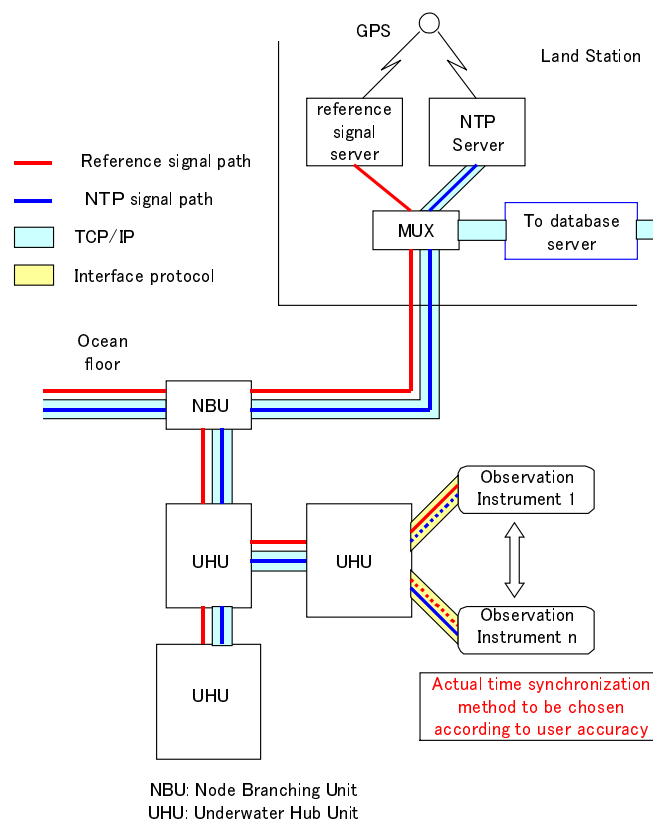 GPS
Land Station
reference
signal
server
NTP
Server
Reference signal path
NTP signal path
TCP/IP
Interface protocol
MUX
To database
server
Ocean
floor
NBU
UHU
UHU
Observation
Instrument 1
Observation
Instrument n
UHU
Actual time synchronization
method to be chosen
according to user accuracy
NBU: Node Branching Unit
UHU: Underwater Hub Unit